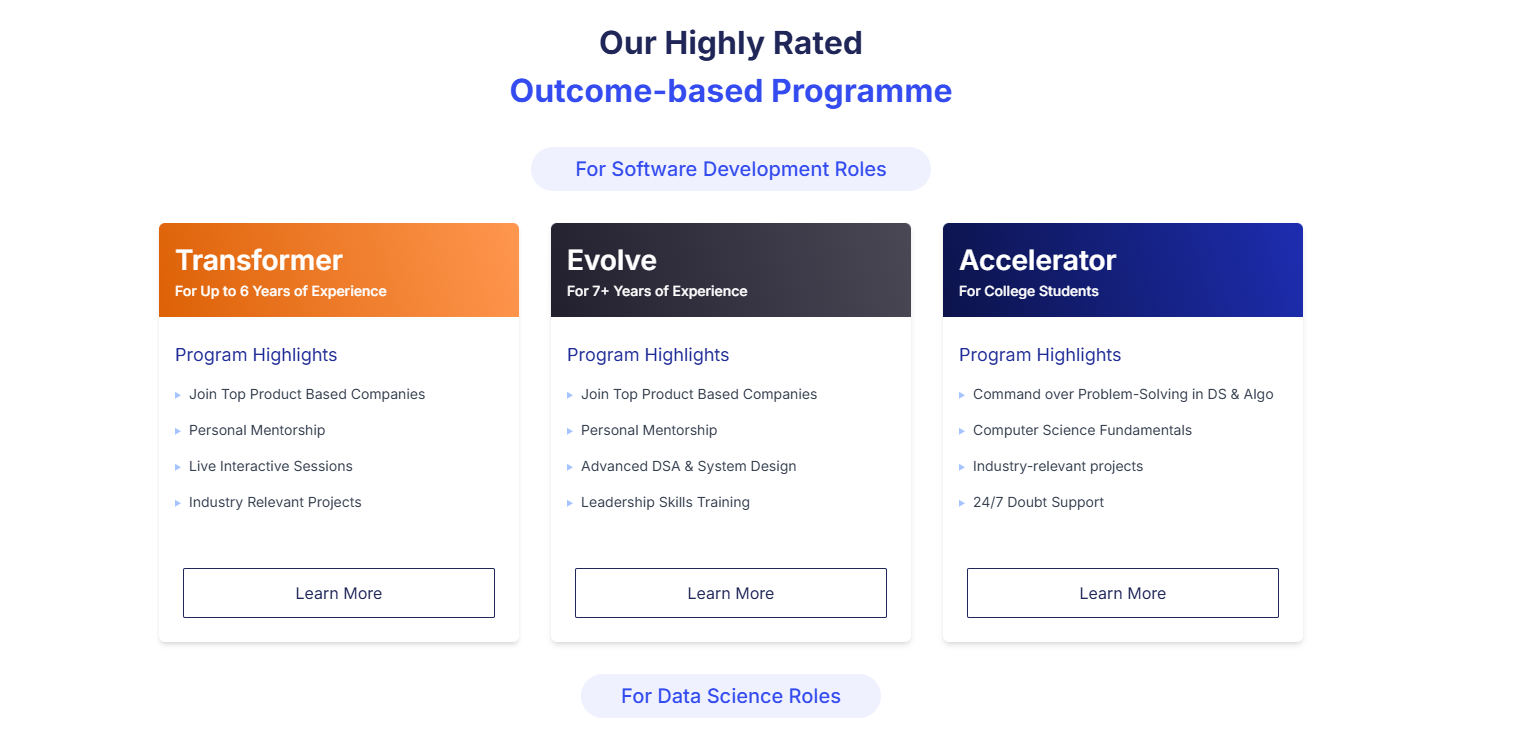 Our Highly Rated
Outcome-based Programme
For Software Development Roles
Transformer
For Up to 6 Years of Experience
Program Highlights
Join Top Product Based Companies
Personal Mentorship
Live Interactive Sessions
Industry Relevant Projects
Learn More
Evolve
For 7+ Years of Experience
Program Highlights
Join Top Product Based Companies
Personal Mentorship
Advanced DSA & System Design
Leadership Skills Training
Learn More
Accelerator
For College Students
Program Highlights
Command over Problem-Solving in DS & Algo
Computer Science Fundamentals
Industry-relevant projects
24/7 Doubt Support
Learn More
For Data Science Roles